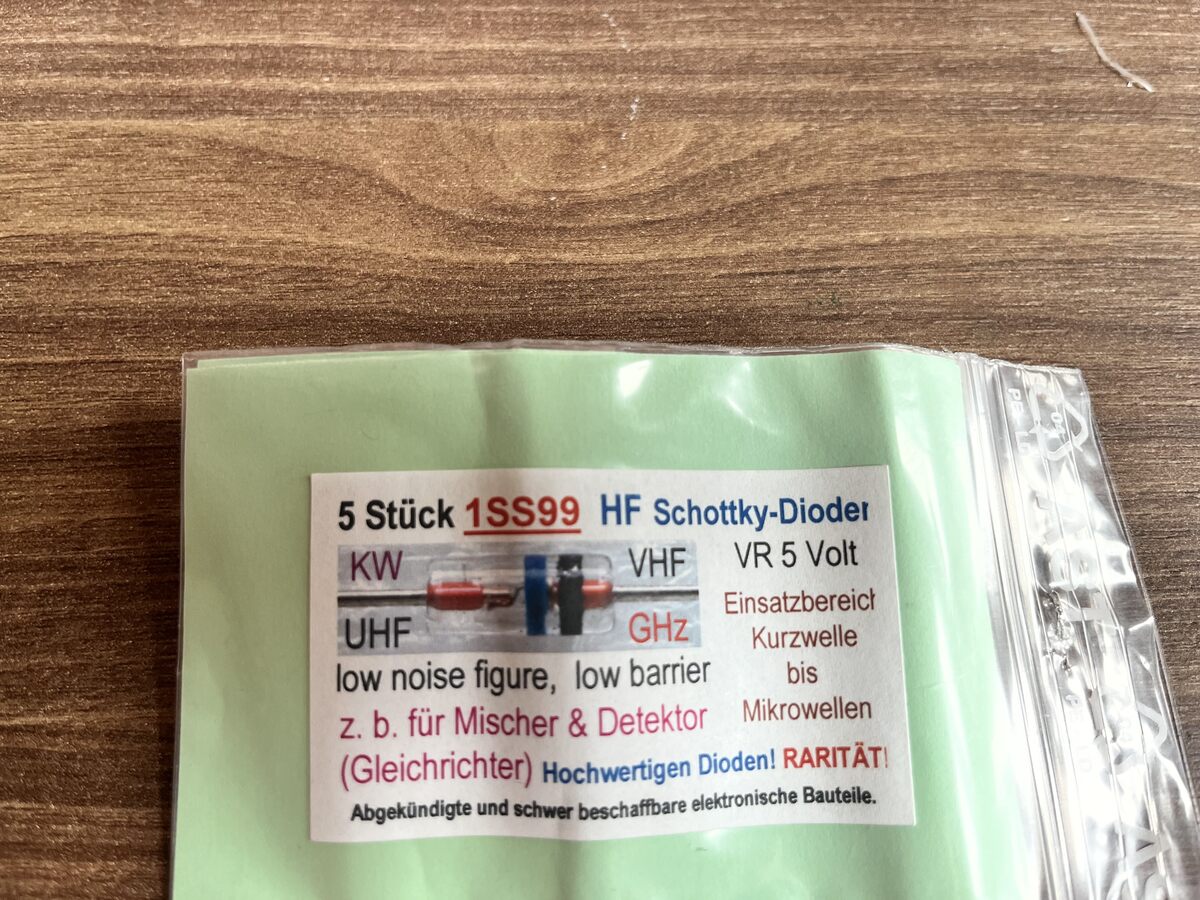 5 Stück 1SS99 HF Schottky-Dioden
KW VHF
UHF GHz
VR 5 Volt
Einsatzbereich
Kurzwelle
bis
Mikrowellen
low noise figure, low barrier
z. b. für Mischer & Detektor
(Gleichrichter) Hochwertigen Dioden! RARITÄT!
Abgekündigte und schwer beschaffbare elektronische Bauteile.